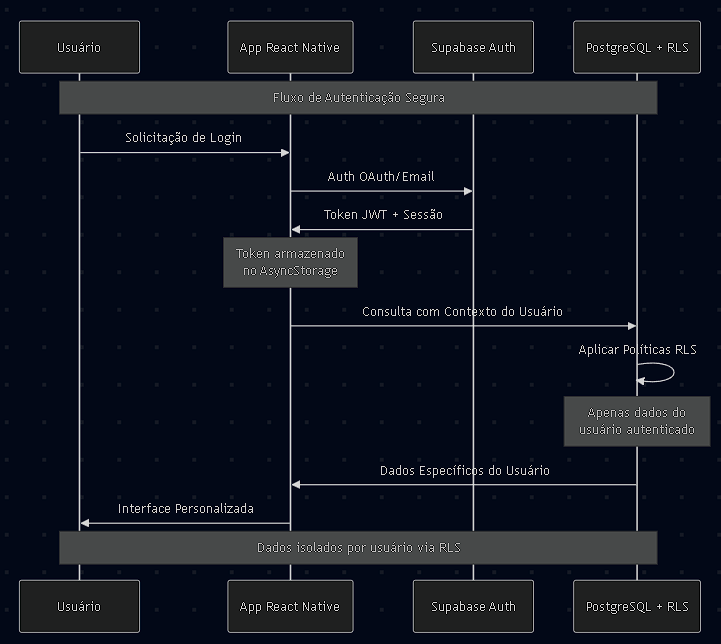 Usuário
App React Native
Supabase Auth
PostgreSQL + RLS
Fluxo de Autenticação Segura
Solicitação de Login
Auth OAuth/Email
Token JWT + Sessão
Token armazenado
no AsyncStorage
Consulta com Contexto do Usuário
Aplicar Políticas RLS
Apenas dados do
usuário autenticado
Dados Específicos do Usuário
Interface Personalizada
Dados isolados por usuário via RLS
Usuário
App React Native
Supabase Auth
PostgreSQL + RLS